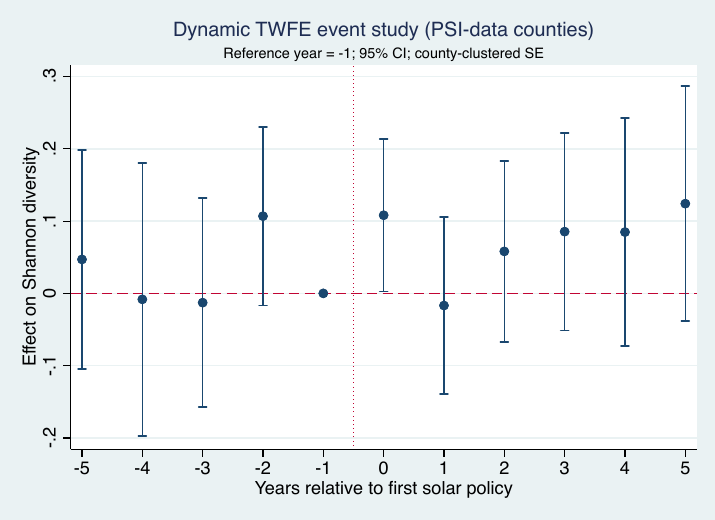 Dynamic TWFE event study (PSI-data counties)
Reference year = -1; 95% CI; county-clustered SE
Effect on Shannon diversity
.3
.2
.1
0
-.1
-.2
-5 -4 -3 -2 -1 0 1 2 3 4 5
Years relative to first solar policy